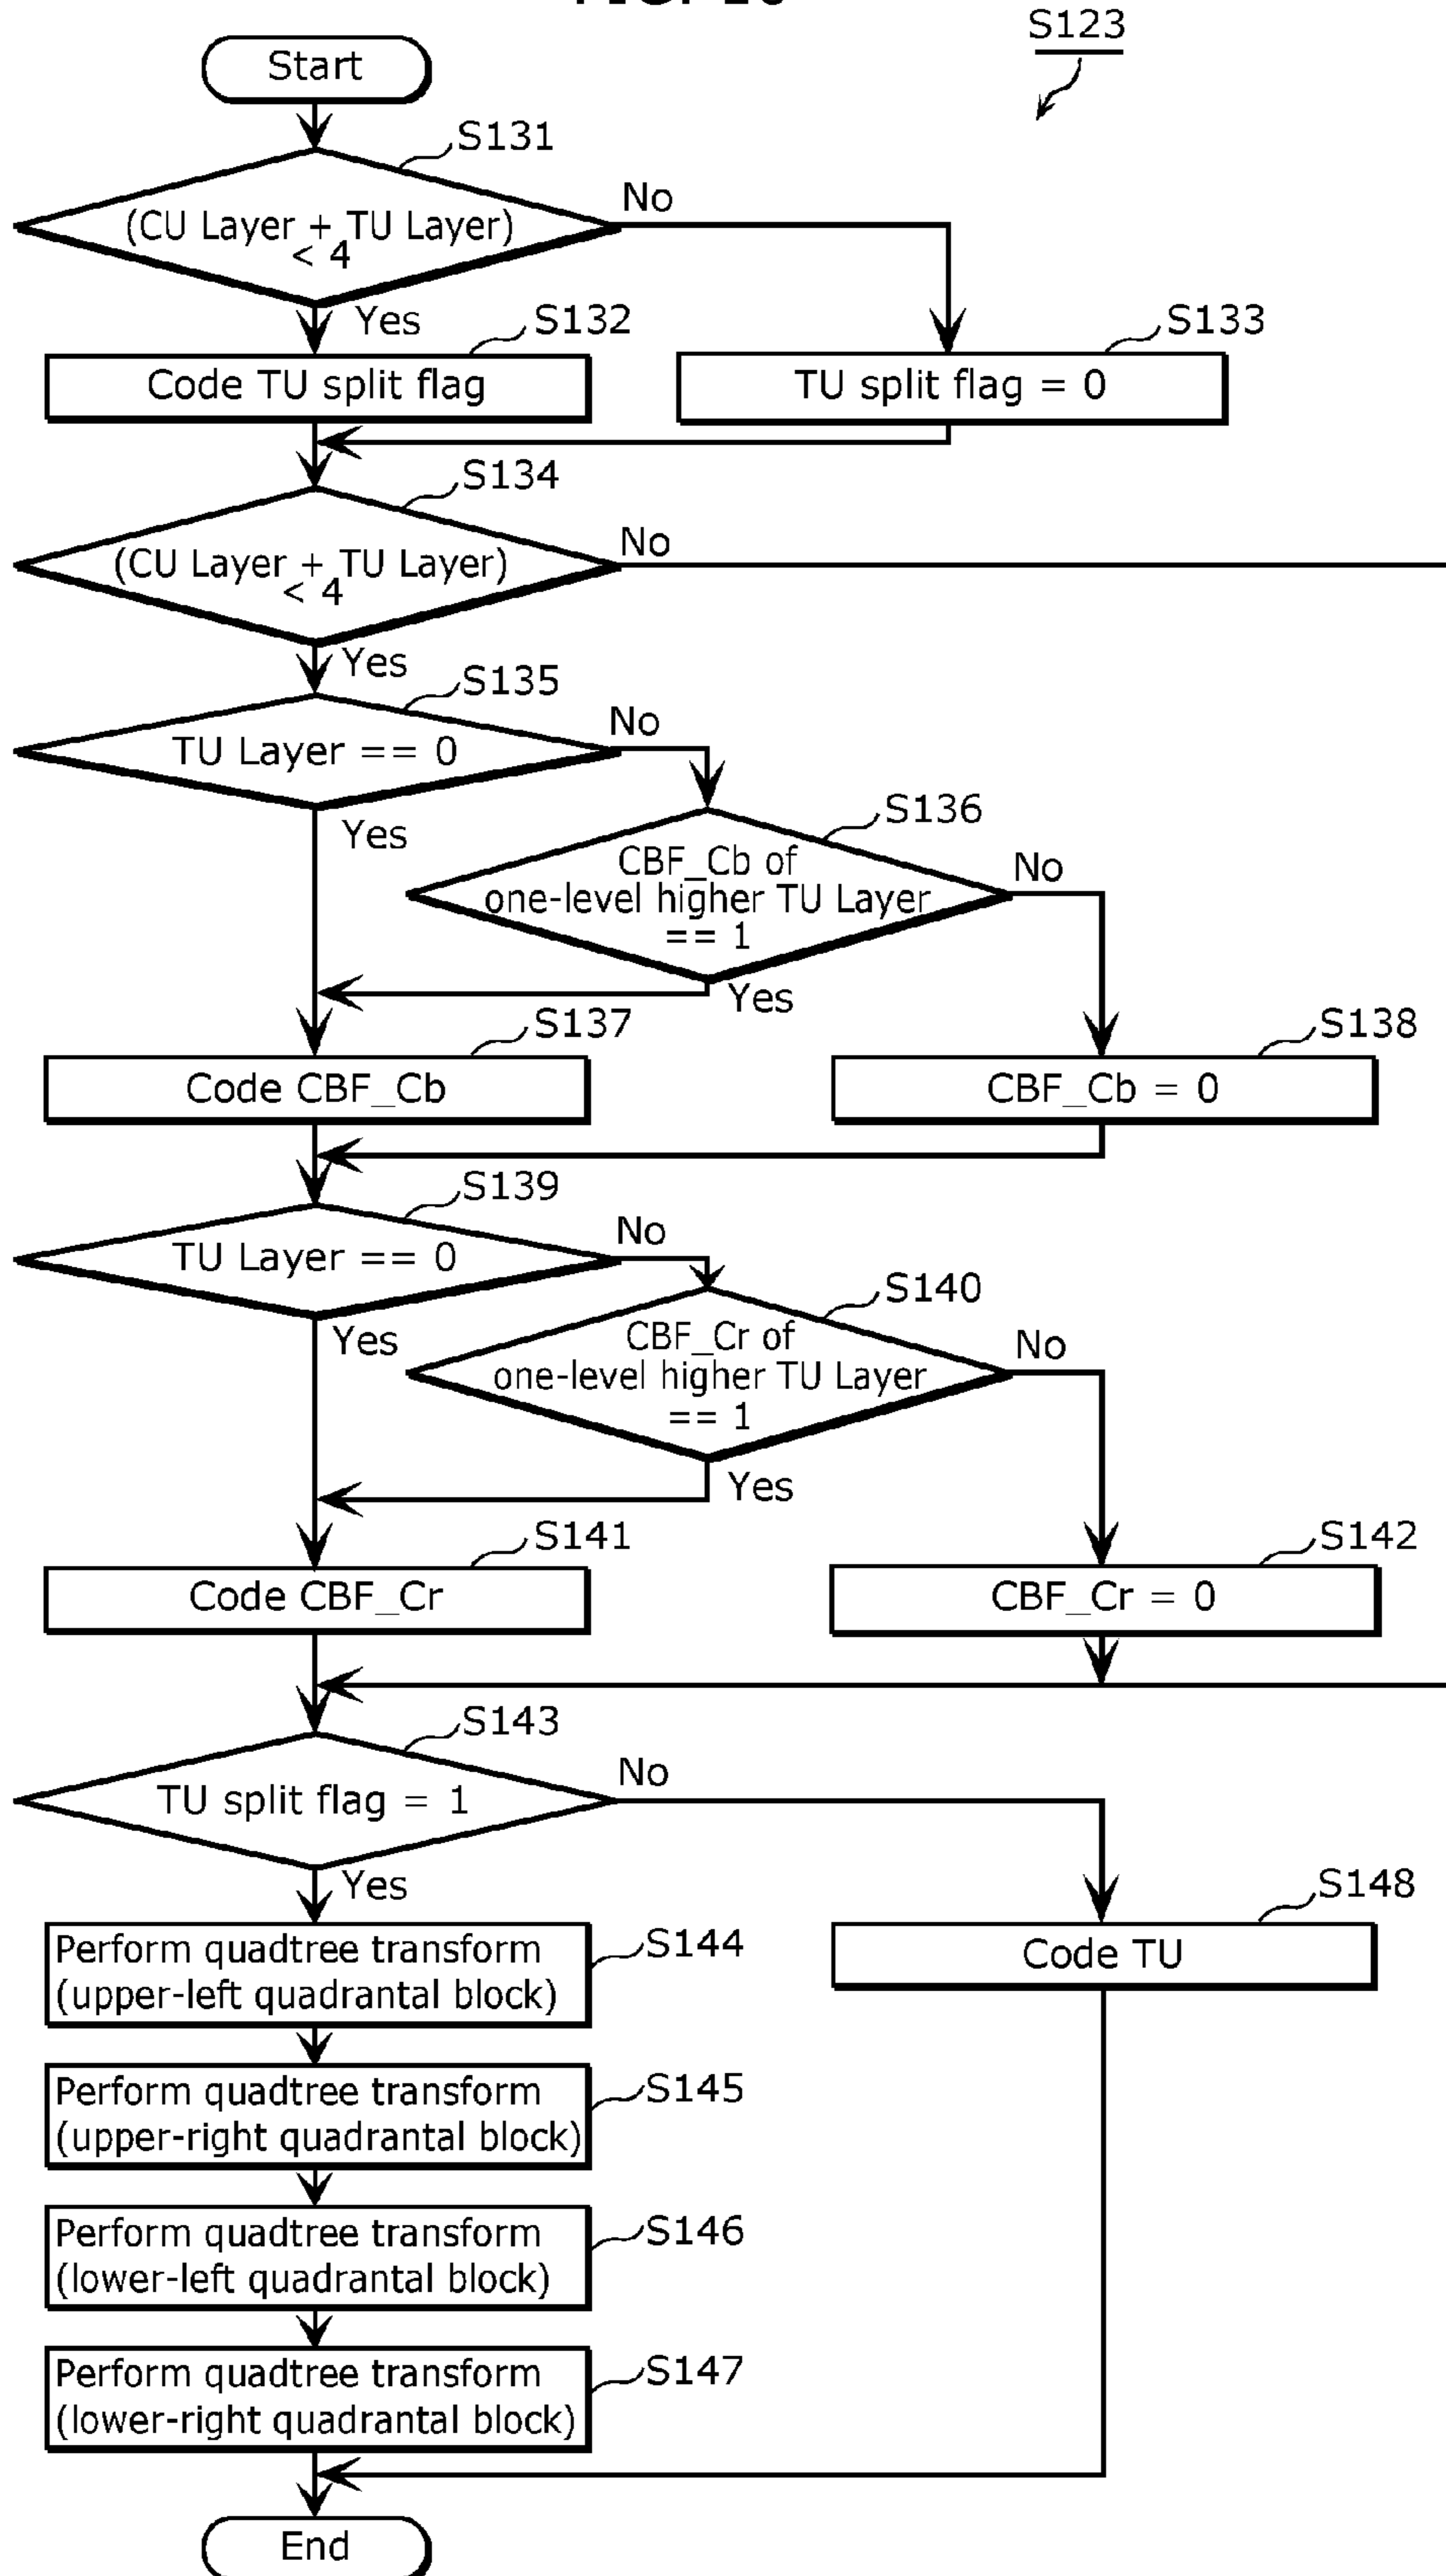 S123
Start
S131
(CU Layer + TU Layer)
< 4
No
Yes
S132
S133
Code TU split flag
TU split flag = 0
S134
(CU Layer + TU Layer)
< 4
No
Yes
S135
TU Layer == 0
No
Yes
S136
CBF_Cb of
one-level higher TU Layer
== 1
No
Yes
S137
S138
Code CBF_Cb
CBF_Cb = 0
S139
TU Layer == 0
No
Yes
S140
CBF_Cr of
one-level higher TU Layer
== 1
No
Yes
S141
S142
Code CBF_Cr
CBF_Cr = 0
S143
TU split flag = 1
No
Yes
S144
Perform quadtree transform
(upper-left quadrantal block)
S148
Code TU
S145
Perform quadtree transform
(upper-right quadrantal block)
S146
Perform quadtree transform
(lower-left quadrantal block)
S147
Perform quadtree transform
(lower-right quadrantal block)
End